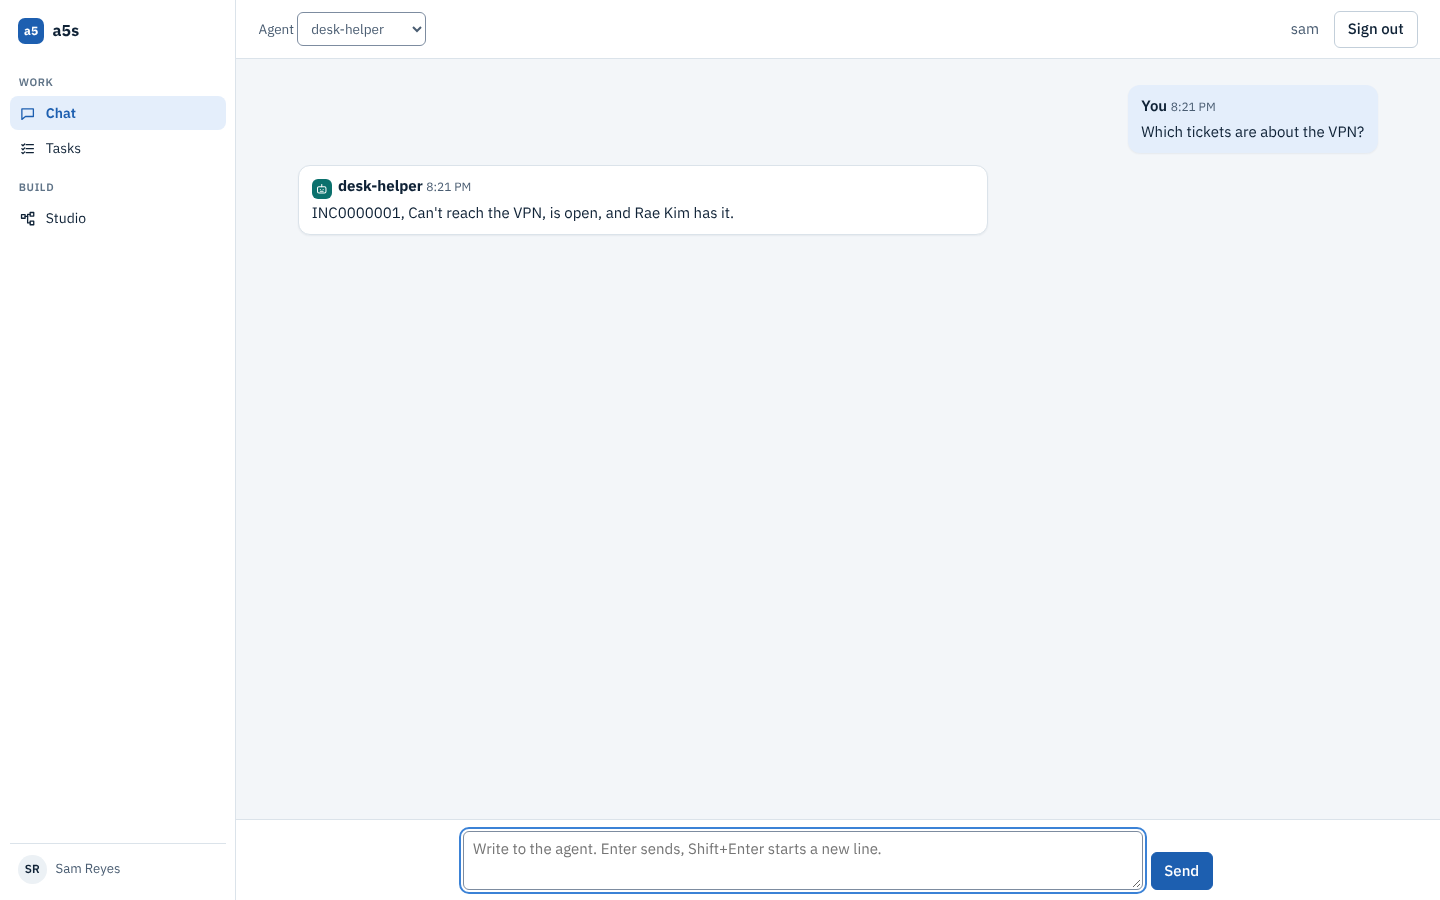 a5 a5s
WORK
Chat
Tasks
BUILD
Studio
SR Sam Reyes
Agent desk-helper
sam Sign out
You 8:21 PM
Which tickets are about the VPN?
desk-helper 8:21 PM
INC0000001, Can't reach the VPN, is open, and Rae Kim has it.
Write to the agent. Enter sends, Shift+Enter starts a new line.
Send